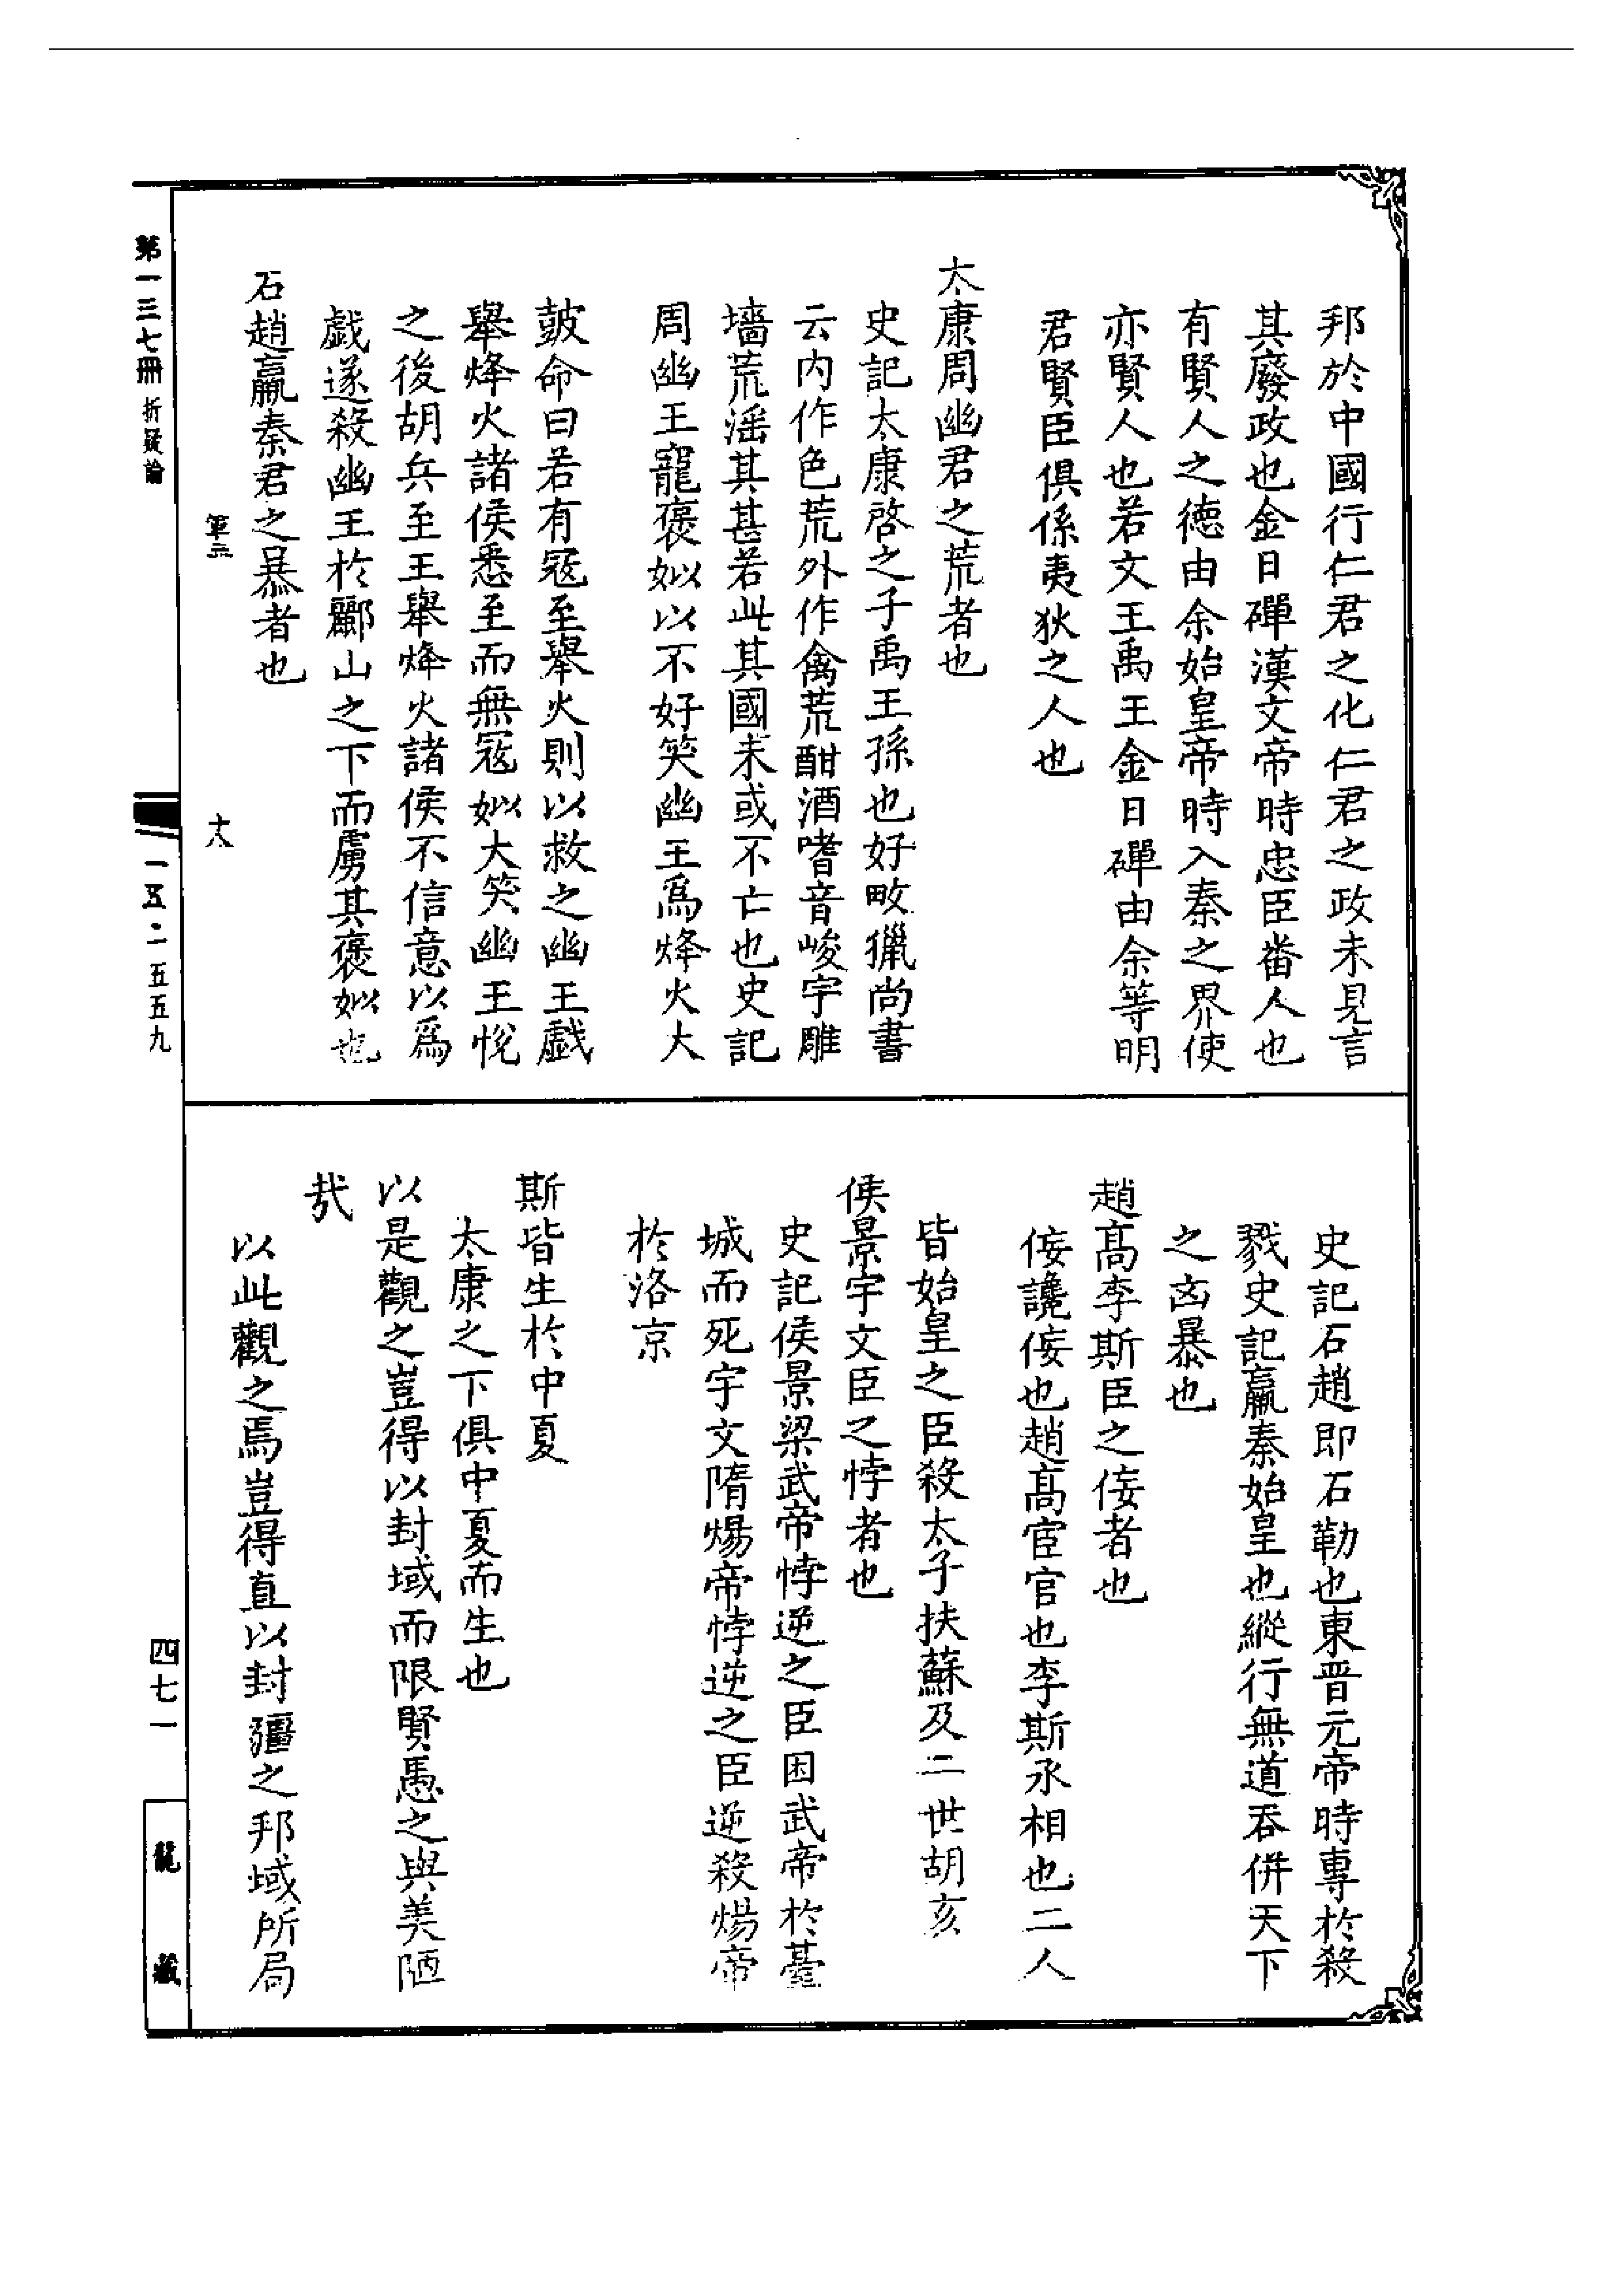 邦於中國行仁君之化仁君之政未見言
其廢政也金日磾漢文帝時忠臣畨人也
有賢人之徳由余始皇帝時入秦之界使
亦賢人也若文王禹王金日磾由余等明
君賢臣俱係夷狄之人也
太康周幽君之荒者也
史記太康啓之子禹王孫也好畋獵尚書
云内作色荒外作禽荒酣酒嗜音峻宇雕
墻荒滛其甚若此其國未或不亡也史記
周幽王寵褒姒以不好笑幽王為烽火大
皷命曰若有冦至舉火則以救之幽王戯
舉烽火諸侯悉至而無冦姒大笑幽王悅
之後胡兵至王舉烽火諸侯不信意以為
戯遂殺幽王於酈山之下而虜其褒姒也
石趙嬴秦君之暴者也
史記石趙即石勒也東晋元帝時専於殺
戮史記嬴秦始皇也縱行無道吞併天下
之凶暴也
趙髙李斯臣之佞者也
佞讒佞也趙髙宦官也李斯丞相也二人
皆始皇之臣殺太子扶蘇及二世胡亥
侯景宇文臣之悖者也
史記侯景梁武帝悖逆之臣困武帝於䑓
城而死宇文隋煬帝悖逆之臣逆殺煬帝
於洛京
斯皆生於中夏
太康之下俱中夏而生也
以是觀之豈得以封域而限賢愚之與美陋
㢤
以此觀之焉豈得直以封疆之邦域所局
第一三七冊 折疑論
一五·二五五九
四七一
龍藏